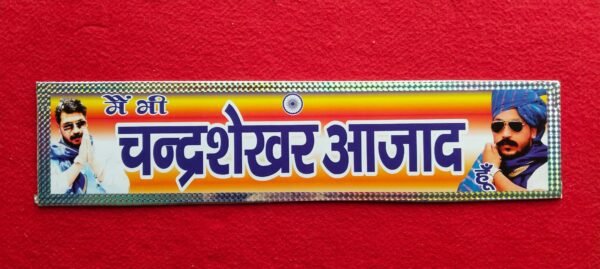 मैं भी
चन्द्रशेखर आजाद
हूँ